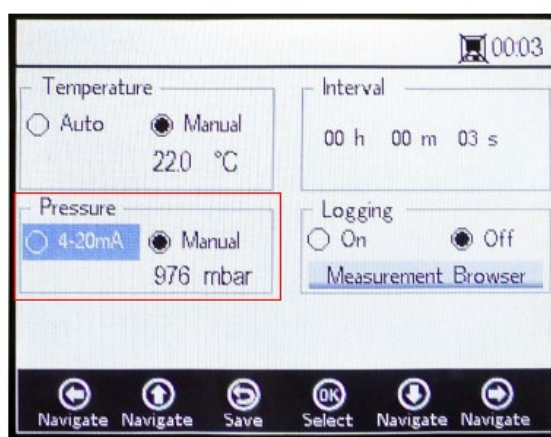 00:03
Temperature
Auto Manual
22.0 °C
Interval
00 h 00 m 03 s
Pressure
4-20mA Manual
976 mbar
Logging
On Off
Measurement Browser
OK
Navigate Navigate Save Select Navigate Navigate